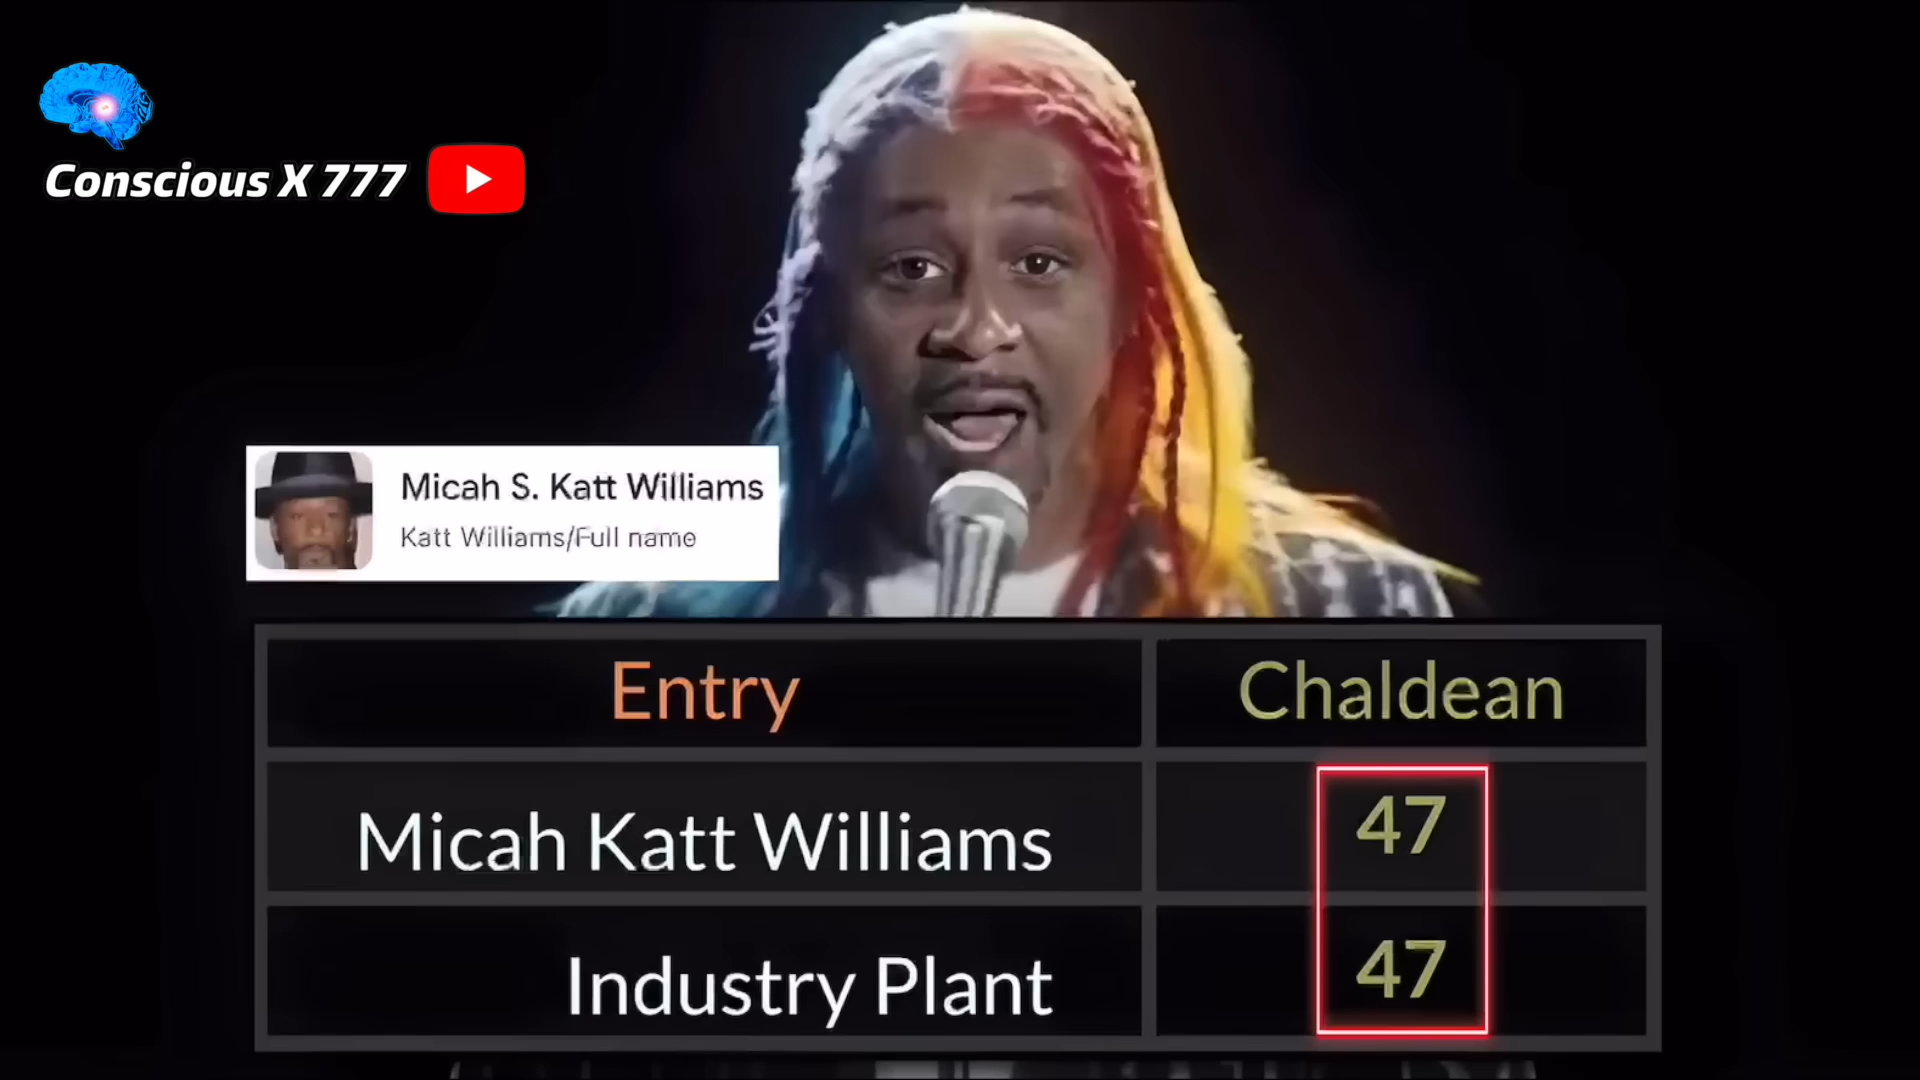 Conscious X 777
Micah S. Katt Williams
Katt Williams/Full name
Entry
Chaldean
Micah Katt Williams
47
Industry Plant
47